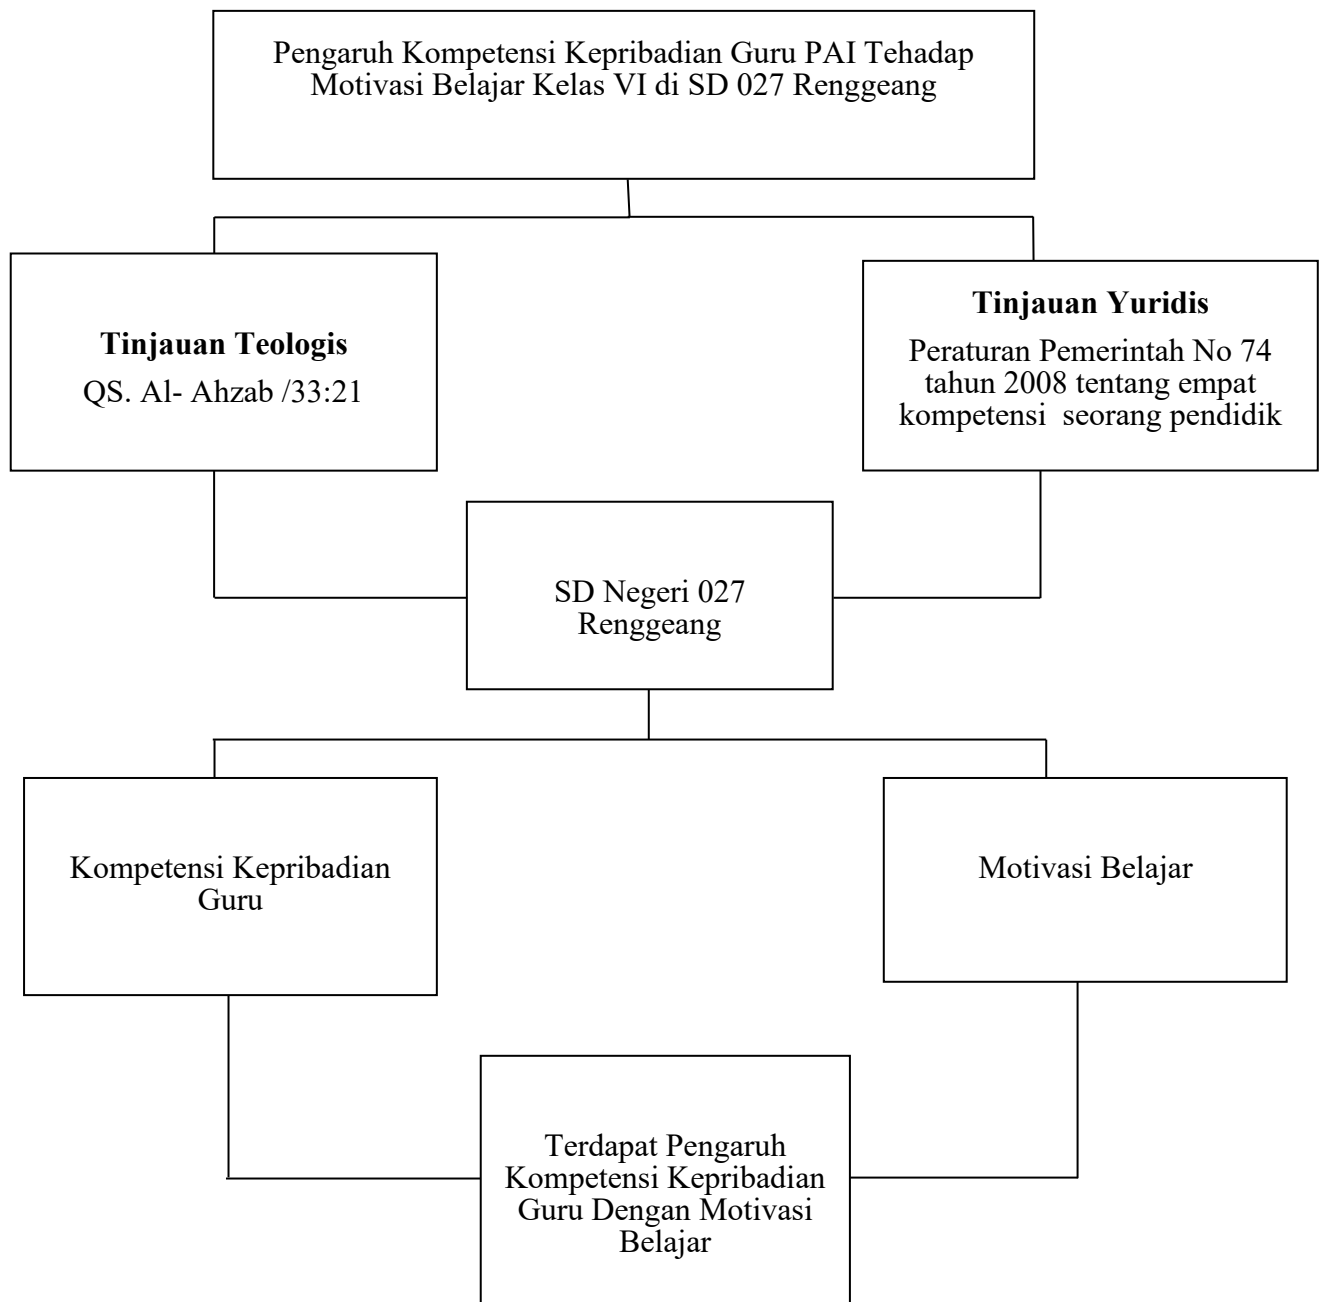 Pengaruh Kompetensi Kepribadian Guru PAI Tehadap
Motivasi Belajar Kelas VI di SD 027 Renggeang
Tinjauan Teologis
QS. Al- Ahzab /33:21
Tinjauan Yuridis
Peraturan Pemerintah No 74
tahun 2008 tentang empat
kompetensi  seorang pendidik
SD Negeri 027
Renggeang
Kompetensi Kepribadian
Guru
Motivasi Belajar
Terdapat Pengaruh
Kompetensi Kepribadian
Guru Dengan Motivasi
Belajar